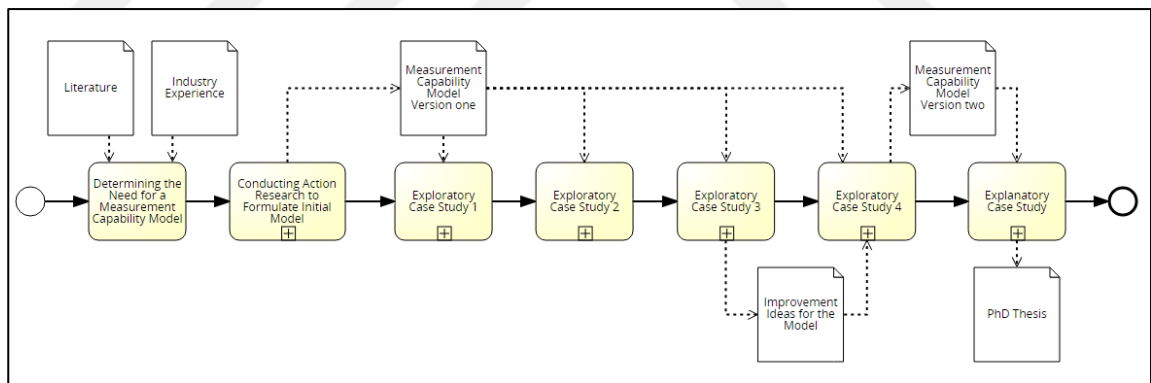 Literature
Industry
Experience
Measurement
Capability
Model
Version one
Measurement
Capability
Model
Version two
Determining the
Need for a
Measurement
Capability Model
Conducting Action
Research to
Formulate Initial
Model
Exploratory
Case Study 1
Exploratory
Case Study 2
Exploratory
Case Study 3
Exploratory
Case Study 4
Explanatory
Case Study
Improvement
Ideas for the
Model
PhD Thesis